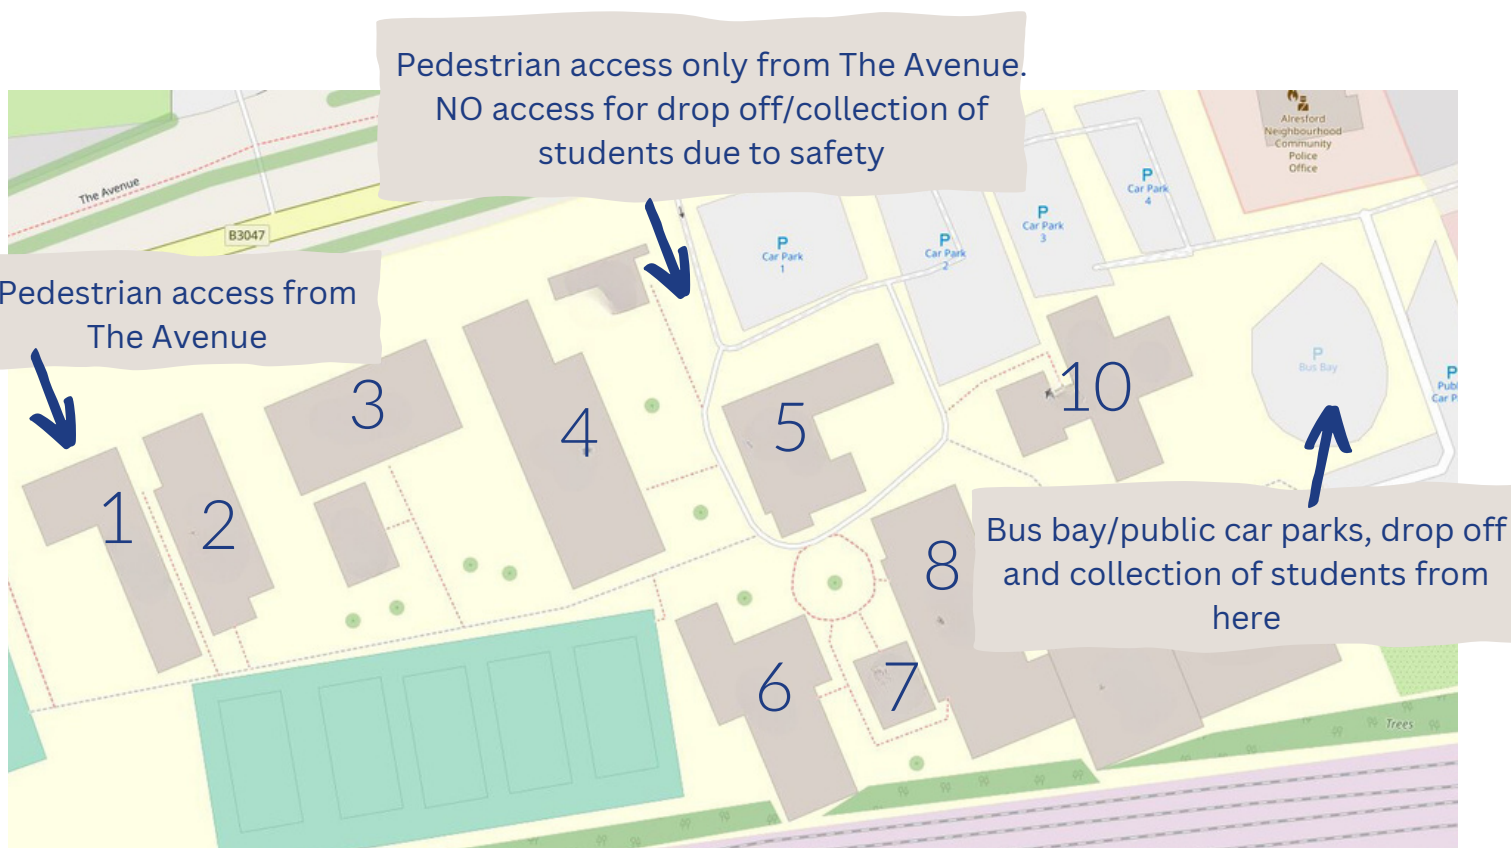 Pedestrian access only from The Avenue.
NO access for drop off/collection of
students due to safety
Alresford
Neighbourhood
Community
Police
Office
The Avenue
B3047
P
Car Park
1
P
Car Park
2
P
Car Park
3
P
Car Park
4
Pedestrian access from
The Avenue
P
Bus Bay
P
Car P
1
2
3
4
5
10
8
Bus bay/public car parks, drop off
and collection of students from
here
6
7
Trees